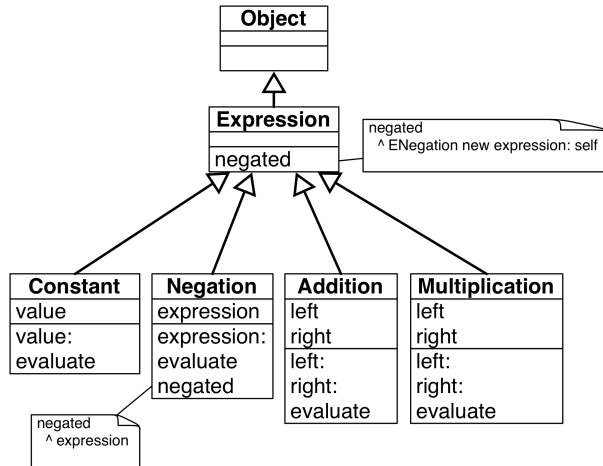 Object
Expression
negated
negated
^ ENegation new expression: self
Constant
value
value:
evaluate
Negation
expression
expression:
evaluate
negated
Addition
left
right
left:
right:
evaluate
Multiplication
left
right
left:
right:
evaluate
negated
^ expression